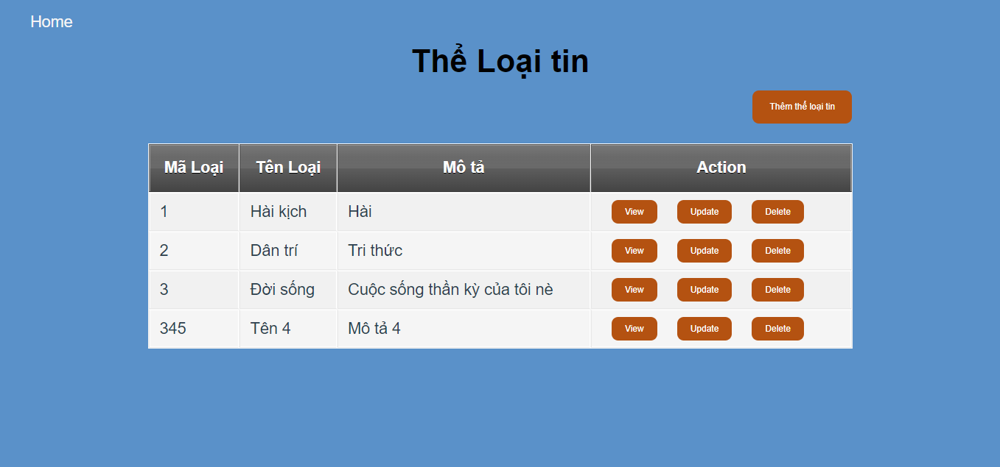 Home
Thể Loại tin
Thêm thể loại tin
Mã Loại Tên Loại Mô tả Action
1 Hài kịch Hài View Update Delete
2 Dân trí Tri thức View Update Delete
3 Đời sống Cuộc sống thần kỳ của tôi nè View Update Delete
345 Tên 4 Mô tả 4 View Update Delete